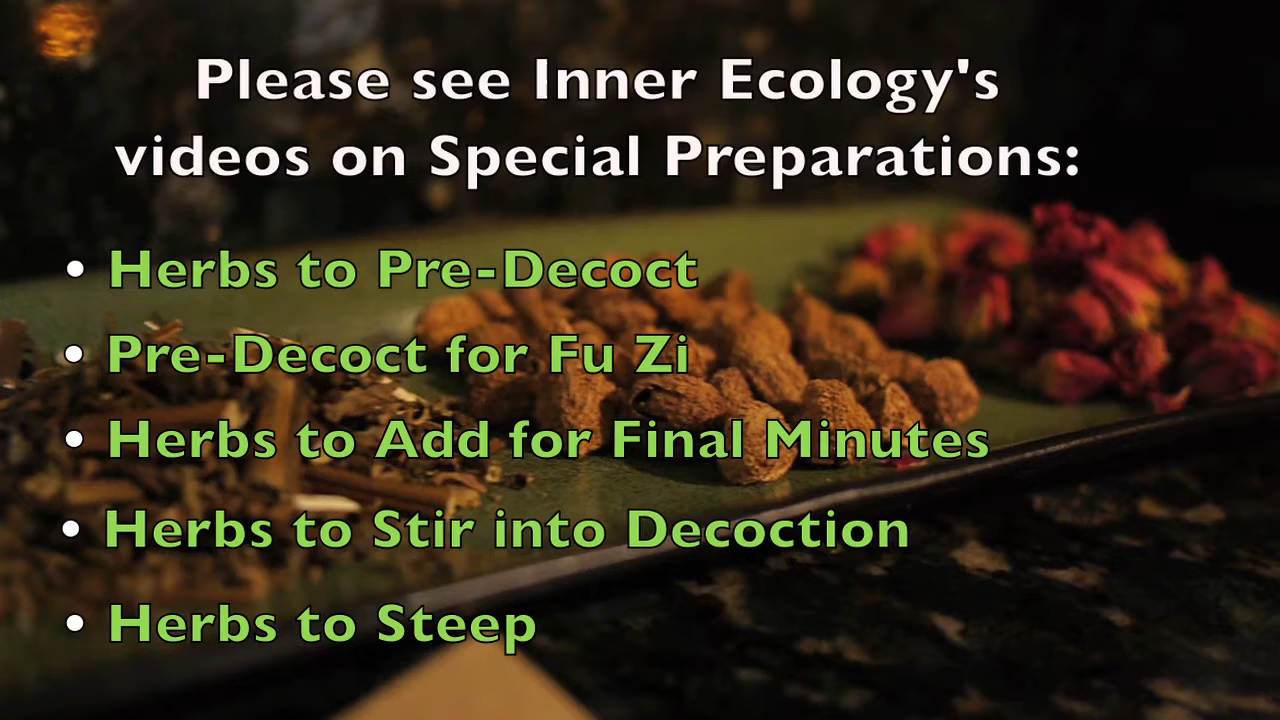 Please see Inner Ecology's
videos on Special Preparations:
• Herbs to Pre-Decoct
• Pre-Decoct for Fu Zi
• Herbs to Add for Final Minutes
• Herbs to Stir into Decoction
• Herbs to Steep